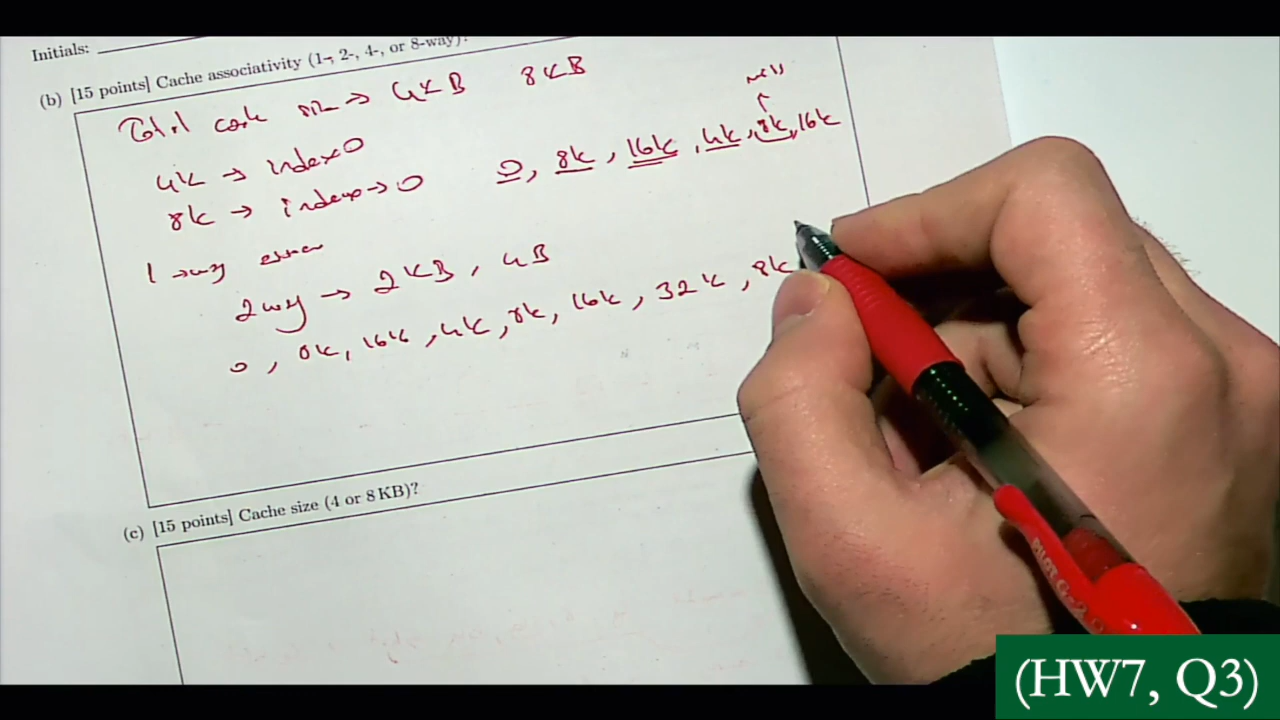 Initials:
(b) [15 points] Cache associativity (1-, 2-, 4-, or 8-way)?
Total cache size → 4KB 8KB
4K → index 0
8K → index → 0
0, 8K, 16K, 4K, 8K, 16K
1 → way
2 way → 2KB, 4B
0, 8K, 16K, 4K, 8K, 16K, 32K, 8K
(c) [15 points] Cache size (4 or 8 KB)?
PILOT G-2
(HW7, Q3)